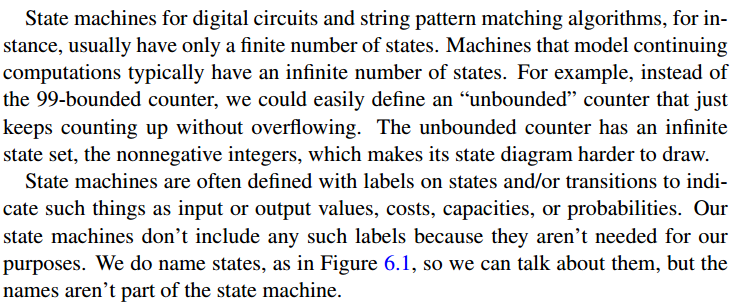 State machines for digital circuits and string pattern matching algorithms, for in-
stance, usually have only a finite number of states. Machines that model continuing
computations typically have an infinite number of states. For example, instead of
the 99-bounded counter, we could easily define an “unbounded” counter that just
keeps counting up without overflowing. The unbounded counter has an infinite
state set, the nonnegative integers, which makes its state diagram harder to draw.
State machines are often defined with labels on states and/or transitions to indi-
cate such things as input or output values, costs, capacities, or probabilities. Our
state machines don’t include any such labels because they aren’t needed for our
purposes. We do name states, as in Figure 6.1, so we can talk about them, but the
names aren’t part of the state machine.